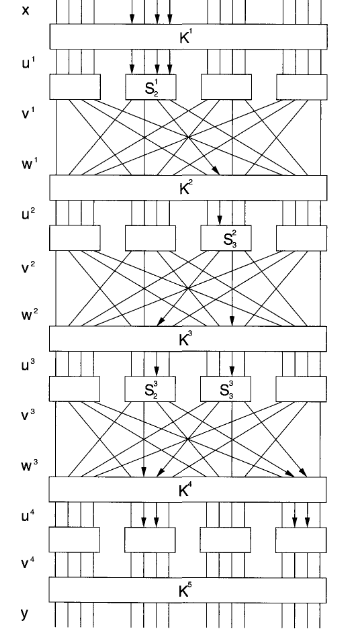 x
K¹
u¹
S₂¹
v¹
w¹
K²
u²
S₃²
v²
w²
K³
u³
S₂³ S₃³
v³
w³
K⁴
u⁴
v⁴
K⁵
y